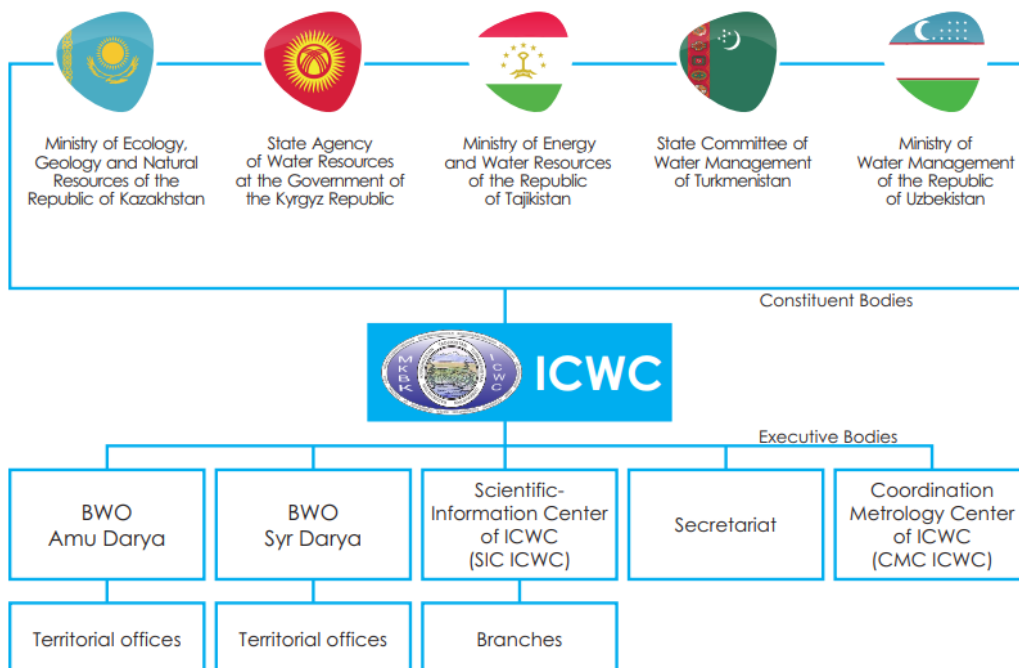 Ministry of Ecology,
Geology and Natural
Resources of the
Republic of Kazakhstan
State Agency
of Water Resources
at the Government of
the Kyrgyz Republic
Ministry of Energy
and Water Resources
of the Republic
of Tajikistan
State Committee of
Water Management
of Turkmenistan
Ministry of
Water Management
of the Republic
of Uzbekistan
Constituent Bodies
МКВК
ICWC
ICWC
Executive Bodies
BWO
Amu Darya
BWO
Syr Darya
Scientific-
Information Center
of ICWC
(SIC ICWC)
Secretariat
Coordination
Metrology Center
of ICWC
(CMC ICWC)
Territorial offices
Territorial offices
Branches